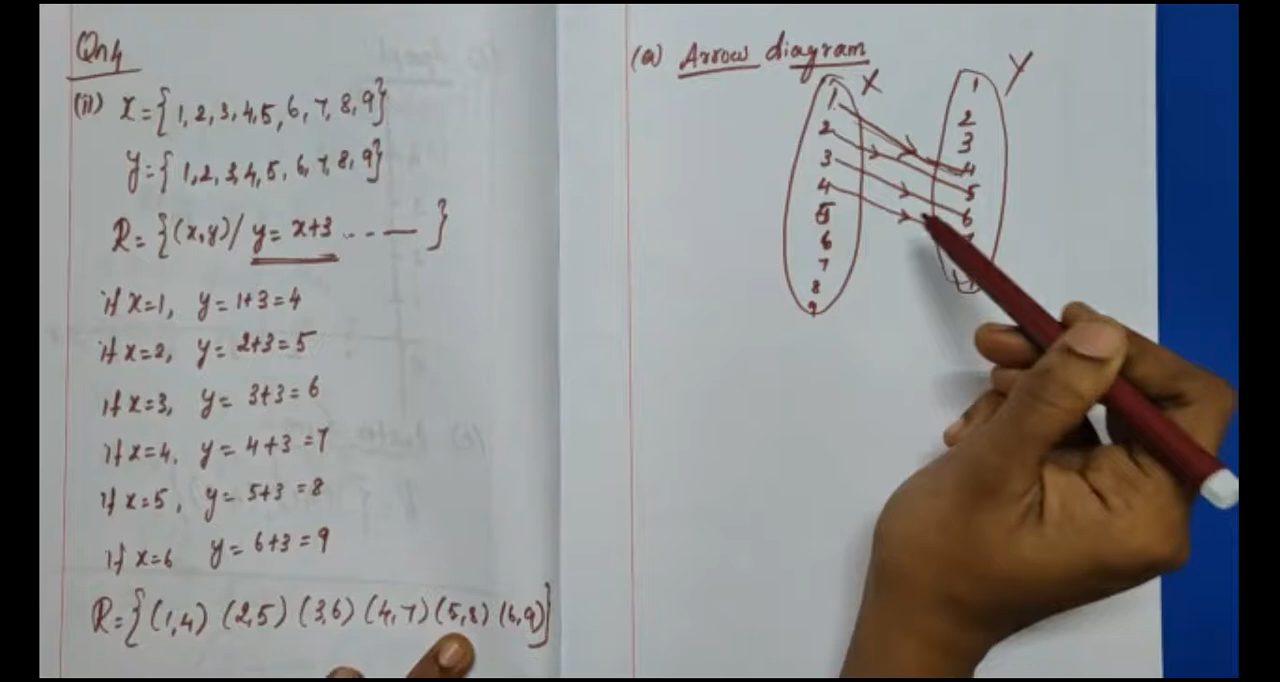 Qn4
(ii) X = {1, 2, 3, 4, 5, 6, 7, 8, 9}
y = {1, 2, 3, 4, 5, 6, 7, 8, 9}
R = {(x,y) / y = x+3 ... — }
if x=1, y = 1+3 = 4
if x=2, y = 2+3 = 5
if x=3, y = 3+3 = 6
if x=4, y = 4+3 = 7
if x=5, y = 5+3 = 8
if x=6 y = 6+3 = 9
R = {(1,4) (2,5) (3,6) (4,7) (5,8) (6,9)}
(a) Arrow diagram
X
1
2
3
4
5
6
7
8
9
Y
1
2
3
4
5
6